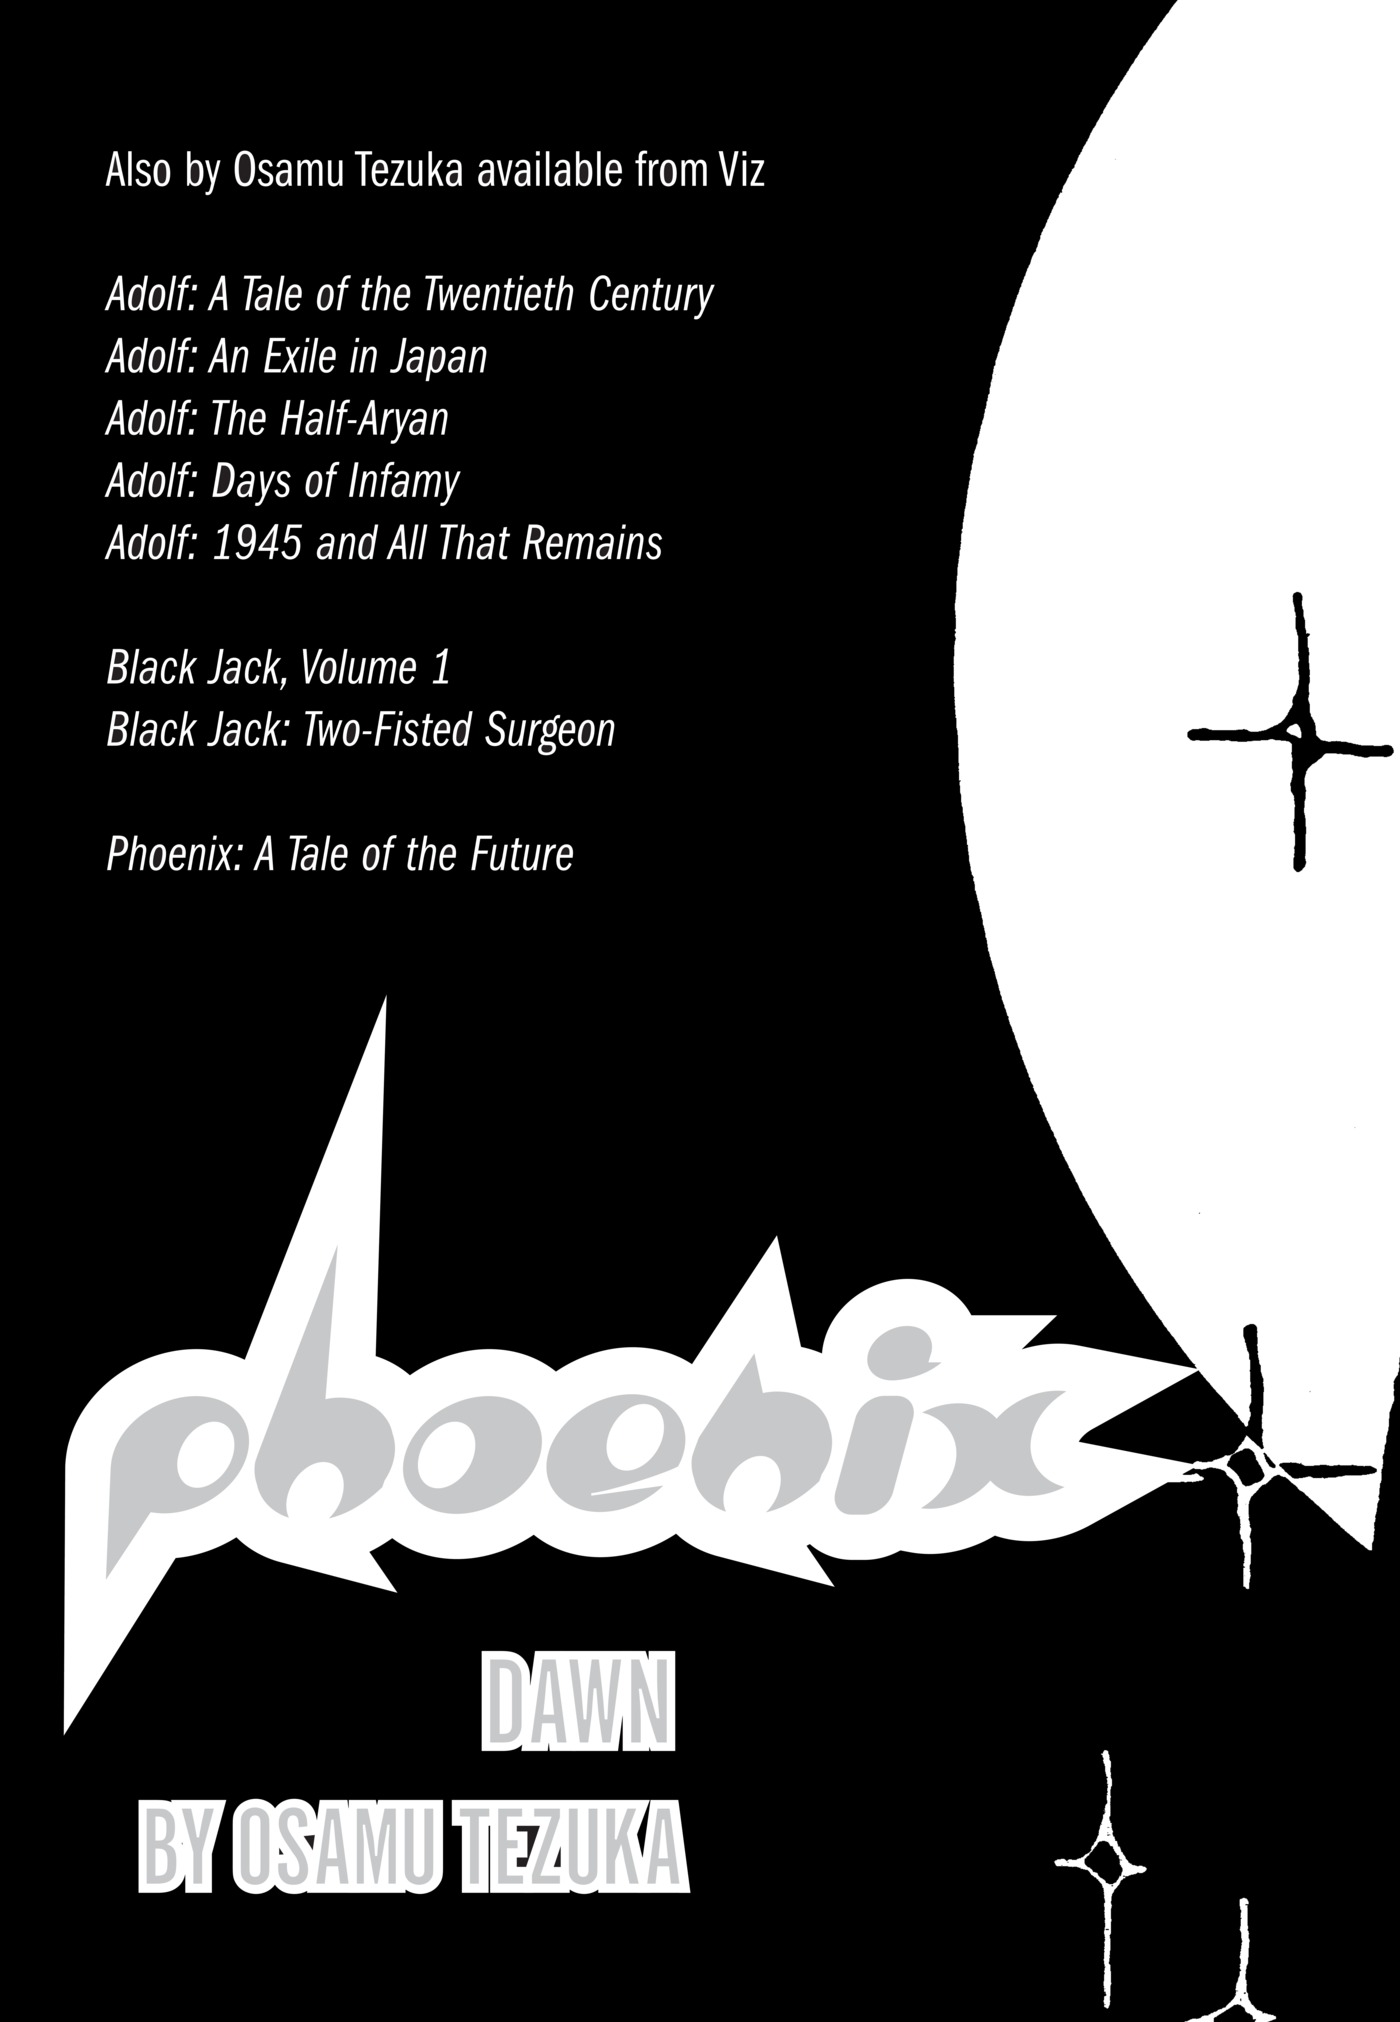 Also by Osamu Tezuka available from Viz
Adolf: A Tale of the Twentieth Century
Adolf: An Exile in Japan
Adolf: The Half-Aryan
Adolf: Days of Infamy
Adolf: 1945 and All That Remains
Black Jack, Volume 1
Black Jack: Two-Fisted Surgeon
Phoenix: A Tale of the Future
phoenix
DAWN
BY OSAMU TEZUKA